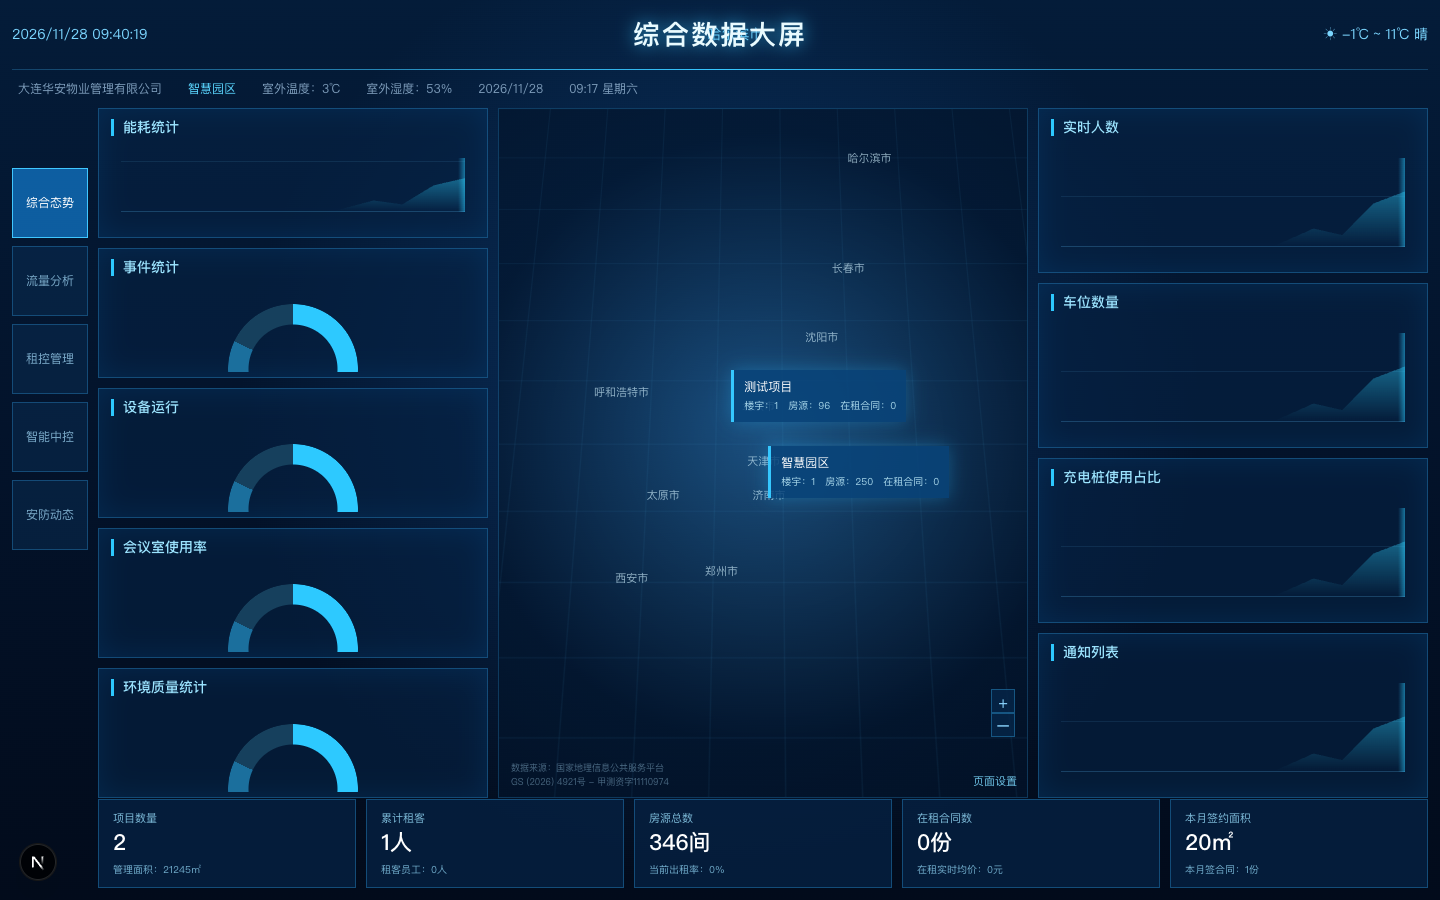 2026/11/28 09:40:19
综合数据大屏
-1℃ ~ 11℃ 晴
大连华安物业管理有限公司 智慧园区 室外温度：3℃ 室外湿度：53% 2026/11/28 09:17 星期六
综合态势
流量分析
租控管理
智能中控
安防动态
能耗统计
事件统计
设备运行
会议室使用率
环境质量统计
哈尔滨市
长春市
沈阳市
呼和浩特市
测试项目
楼宇：1 房源：96 在租合同：0
天津
智慧园区
楼宇：1 房源：250 在租合同：0
太原市
济南
西安市
郑州市
+
—
数据来源：国家地理信息公共服务平台
GS (2026) 4921号 - 甲测资字11110974
页面设置
实时人数
车位数量
充电桩使用占比
通知列表
项目数量
2
管理面积：21245㎡
累计租客
1人
租客员工：0人
房源总数
346间
当前出租率：0%
在租合同数
0份
在租实时均价：0元
本月签约面积
20㎡
本月签合同：1份
N